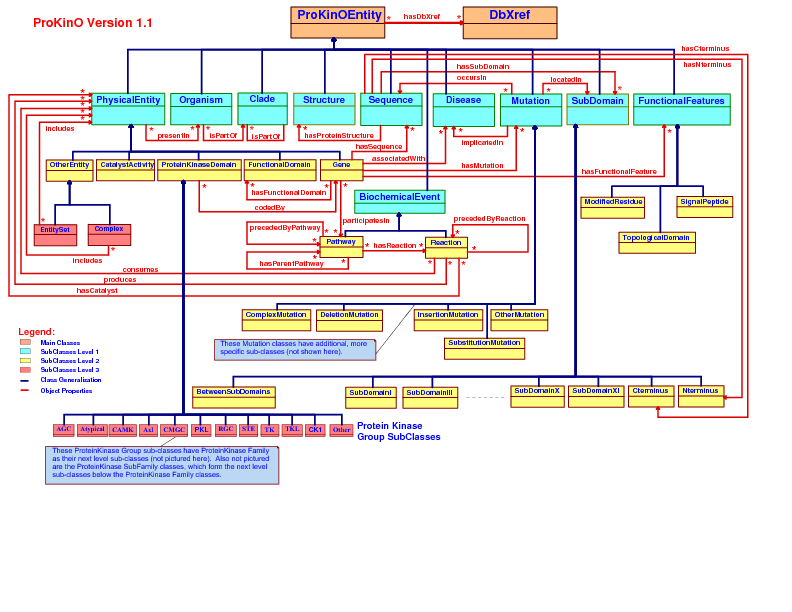 ProKinO Version 1.1
ProKinOEntity
hasDbXref
*
*
DbXref
hasCterminus
hasNterminus
hasSubDomain
occursIn
locatedIn
PhysicalEntity
Organism
Clade
Structure
Sequence
Disease
Mutation
SubDomain
FunctionalFeatures
includes
presentIn
isPartOf
isPartOf
hasProteinStructure
implicatedIn
hasSequence
associatedWith
hasMutation
hasFunctionalFeature
OtherEntity
CatalystActivity
ProteinKinaseDomain
FunctionalDomain
Gene
hasFunctionalDomain
codedBy
BiochemicalEvent
ModifiedResidue
SignalPeptide
TopologicalDomain
EntitySet
Complex
includes
participatesIn
precededByPathway
precededByReaction
Pathway
hasReaction
Reaction
hasParentPathway
consumes
produces
hasCatalyst
ComplexMutation
DeletionMutation
InsertionMutation
OtherMutation
SubstitutionMutation
These Mutation classes have additional, more
specific sub-classes (not shown here).
Legend:
Main Classes
SubClasses Level 1
SubClasses Level 2
SubClasses Level 3
Class Generalization
Object Properties
BetweenSubDomains
SubDomainI
SubDomainIII
SubDomainX
SubDomainXI
Cterminus
Nterminus
AGC
Atypical
CAMK
Axl
CMGC
PKL
RGC
STE
TK
TKL
CK1
Other
Protein Kinase
Group SubClasses
These ProteinKinase Group sub-classes have ProteinKinase Family
as their next level sub-classes (not pictured here). Also not pictured
are the ProteinKinase SubFamily classes, which form the next level
sub-classes below the ProteinKinase Family classes.